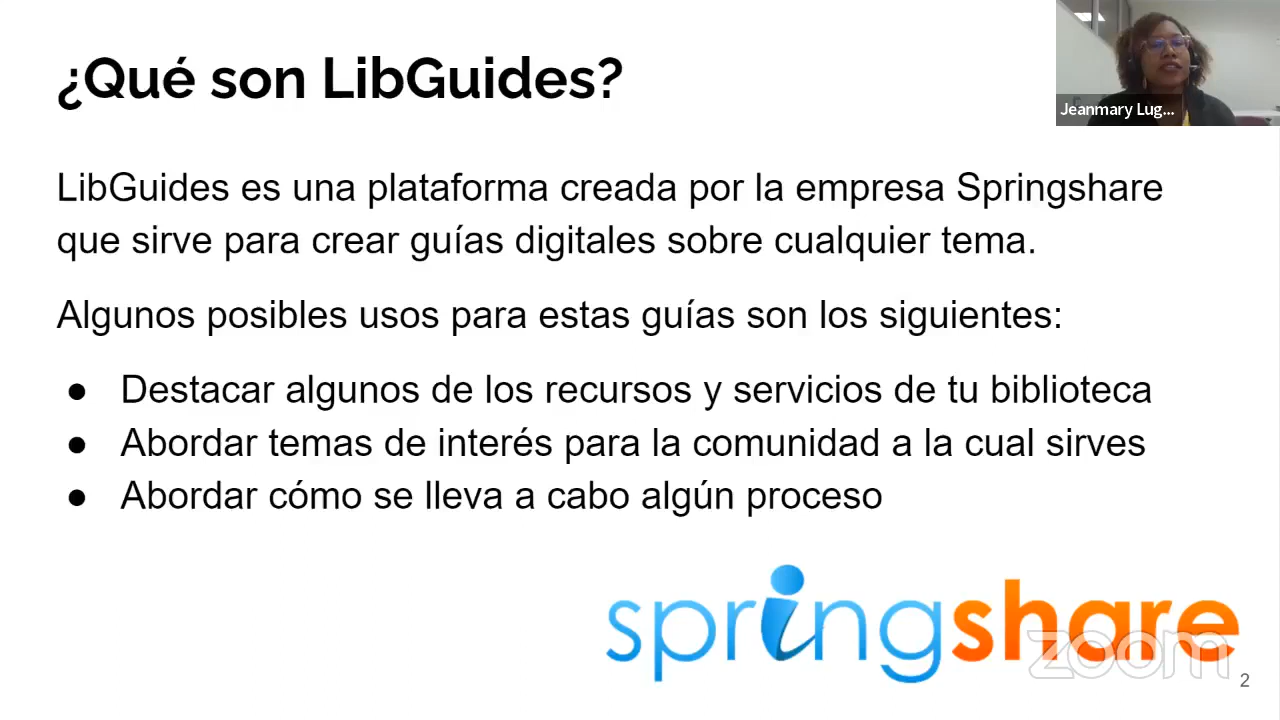 ¿Qué son LibGuides?
Jeanmary Lug...
LibGuides es una plataforma creada por la empresa Springshare
que sirve para crear guías digitales sobre cualquier tema.
Algunos posibles usos para estas guías son los siguientes:
● Destacar algunos de los recursos y servicios de tu biblioteca
● Abordar temas de interés para la comunidad a la cual sirves
● Abordar cómo se lleva a cabo algún proceso
springshare
zoom
2